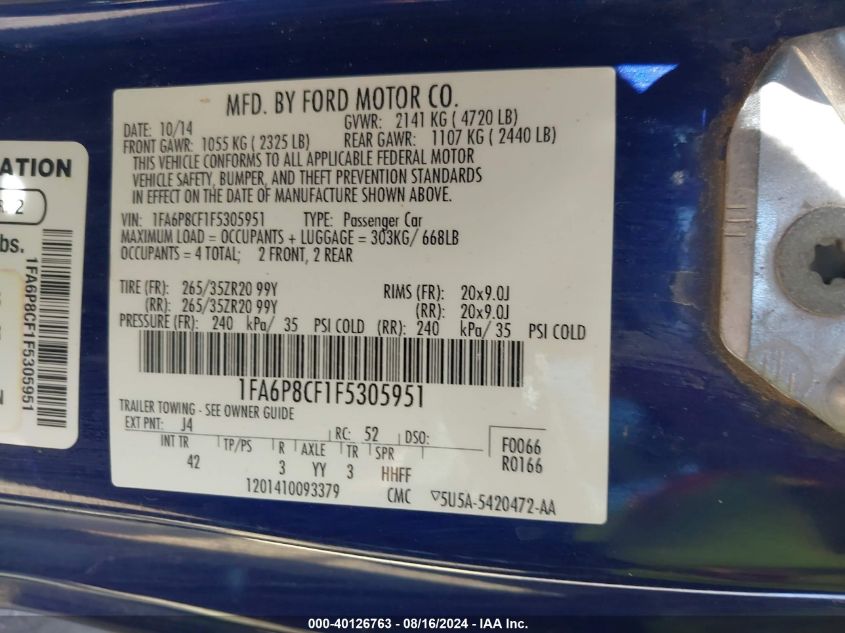 MFD. BY FORD MOTOR CO.
DATE: 10/14 GVWR: 2141 KG ( 4720 LB)
FRONT GAWR: 1055 KG ( 2325 LB) REAR GAWR: 1107 KG ( 2440 LB)
THIS VEHICLE CONFORMS TO ALL APPLICABLE FEDERAL MOTOR
VEHICLE SAFETY, BUMPER, AND THEFT PREVENTION STANDARDS
IN EFFECT ON THE DATE OF MANUFACTURE SHOWN ABOVE.
VIN: 1FA6P8CF1F5305951 TYPE: Passenger Car
MAXIMUM LOAD = OCCUPANTS + LUGGAGE = 303KG/ 668LB
OCCUPANTS = 4 TOTAL; 2 FRONT, 2 REAR
TIRE (FR): 265/35ZR20 99Y RIMS (FR): 20x9.0J
(RR): 265/35ZR20 99Y (RR): 20x9.0J
PRESSURE (FR): 240 kPa/ 35 PSI COLD (RR): 240 kPa/ 35 PSI COLD
1FA6P8CF1F5305951
TRAILER TOWING - SEE OWNER GUIDE
EXT PNT: J4 RC: 52 DSO: F0066
INT TR TP/PS R AXLE TR SPR R0166
42 3 YY 3 HHFF
1201410093379 CMC ▽5U5A-5420472-AA
ATION
2
bs.
1FA6P8CF1F5305951
N
000-40126763 - 08/16/2024 - IAA Inc.